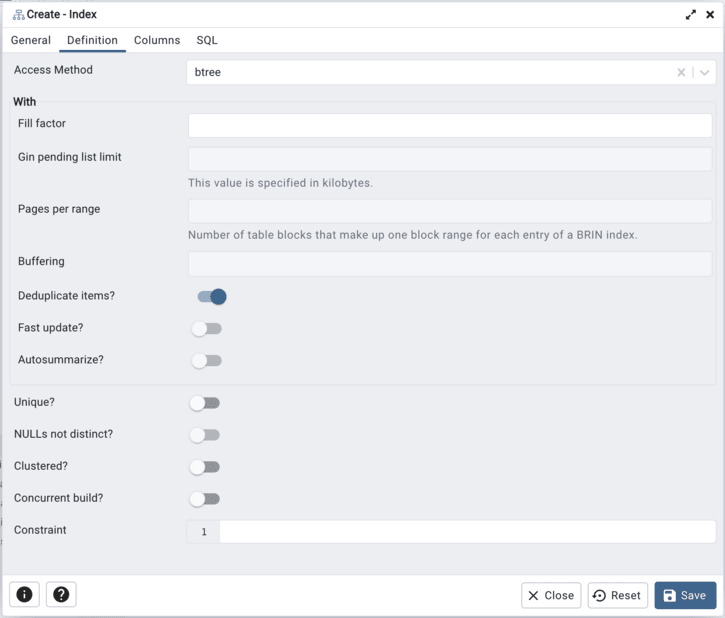 Create - Index
General Definition Columns SQL
Access Method btree
With
Fill factor
Gin pending list limit
This value is specified in kilobytes.
Pages per range
Number of table blocks that make up one block range for each entry of a BRIN index.
Buffering
Deduplicate items?
Fast update?
Autosummarize?
Unique?
NULLs not distinct?
Clustered?
Concurrent build?
Constraint 1
Close Reset Save